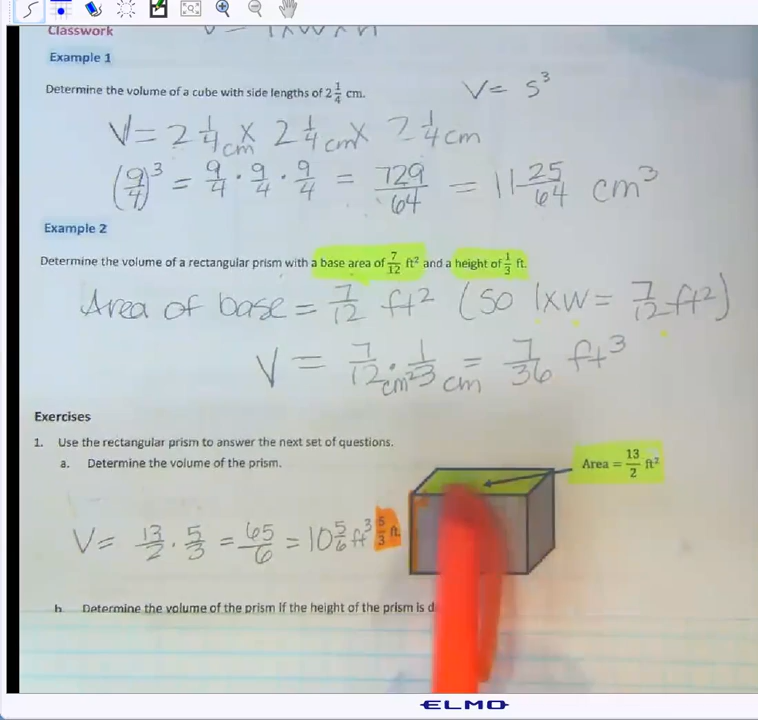 Classwork
Example 1
Determine the volume of a cube with side lengths of 2 1/4 cm.
V = s³
V = 2 1/4 cm × 2 1/4 cm × 2 1/4 cm
(9/4)³ = 9/4 · 9/4 · 9/4 = 729/64 = 11 25/64 cm³
Example 2
Determine the volume of a rectangular prism with a base area of 7/12 ft² and a height of 1/3 ft.
Area of base = 7/12 ft² (so l×w = 7/12 ft²)
V = 7/12 cm² · 1/3 cm = 7/36 ft³
Exercises
1. Use the rectangular prism to answer the next set of questions.
a. Determine the volume of the prism.
Area = 13/2 ft²
V = 13/2 · 5/3 = 65/6 = 10 5/6 ft³
5/3 ft.
b. Determine the volume of the prism if the height of the prism is d
ELMO